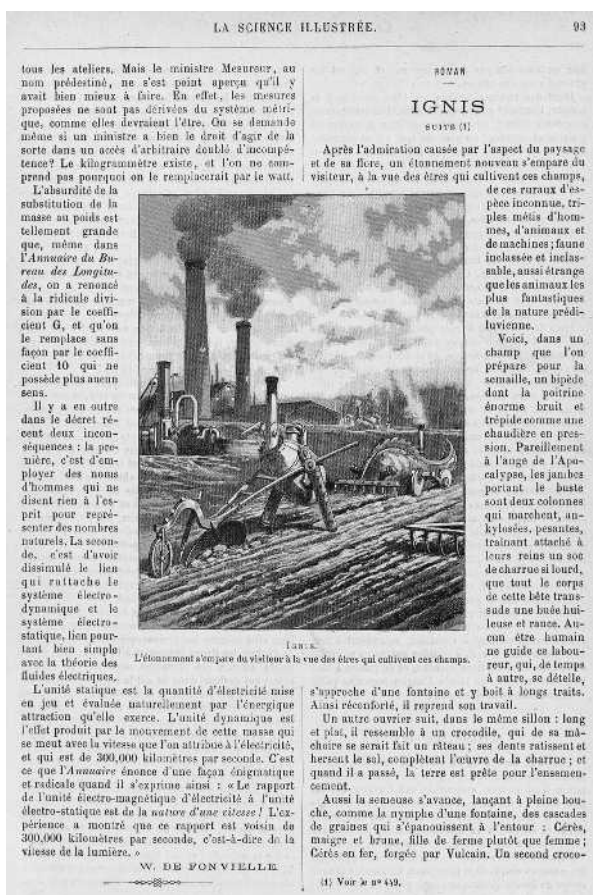 LA SCIENCE ILLUSTRÉE.
93
tous les ateliers. Mais le ministre Mesureur, au
nom prédestiné, ne s'est point aperçu qu'il y
avait bien mieux à faire. En effet, les mesures
proposées ne sont pas dérivées du système métri-
que, comme elles devraient l'être. On se demande
même si un ministre a bien le droit d'agir de la
sorte dans un accès d'arbitraire doublé d'incompé-
tence? Le kilogrammètre existe, et l'on ne com-
prend pas pourquoi on le remplacerait par le watt.
L'absurdité de la
substitution de la
masse au poids est
tellement grande
que, même dans
l'Annuaire du Bu-
reau des Longitu-
des, on a renoncé
à la ridicule divi-
sion par le coeffi-
cient G, et qu'on
le remplace sans
façon par le coeffi-
cient 10 qui ne
possède plus aucun
sens.
Il y a en outre
dans le décret ré-
cent deux incon-
séquences : la pre-
mière, c'est d'em-
ployer des noms
d'hommes qui ne
disent rien à l'es-
prit pour repré-
senter des nombres
naturels. La secon-
de, c'est d'avoir
dissimulé le lien
qui rattache le
système électro-
dynamique et le
système électro-
statique, lien pour-
tant bien simple
avec la théorie des
fluides électriques.
L'unité statique est la quantité d'électricité mise
en jeu et évaluée naturellement par l'énergique
attraction qu'elle exerce. L'unité dynamique est
l'effet produit par le mouvement de cette masse qui
se meut avec la vitesse que l'on attribue à l'électricité,
et qui est de 300,000 kilomètres par seconde. C'est
ce que l'Annuaire énonce d'une façon énigmatique
et radicale quand il s'exprime ainsi : « Le rapport
de l'unité électro-magnétique d'électricité à l'unité
électro-statique est de la nature d'une vitesse ! L'ex-
périence a montré que ce rapport est voisin de
300,000 kilomètres par seconde, c'est-à-dire de la
vitesse de la lumière. »
W. DE FONVIELLE.
ROMAN
IGNIS
SUITE (1)
Après l'admiration causée par l'aspect du paysage
et de sa flore, un étonnement nouveau s'empare du
visiteur, à la vue des êtres qui cultivent ces champs,
de ces ruraux d'es-
pèce inconnue, tri-
ples métis d'hom-
mes, d'animaux et
de machines ; faune
inclassée et inclas-
sable, aussi étrange
que les animaux les
plus fantastiques
de la nature prédi-
luvienne.
Voici, dans un
champ que l'on
prépare pour la
semaille, un bipède
dont la poitrine
énorme bruit et
trépide comme une
chaudière en pres-
sion. Pareillement
à l'ange de l'Apo-
calypse, les jambes
portant le buste
sont deux colonnes
qui marchent, an-
kylosées, pesantes,
traînant attaché à
leurs reins un soc
de charrue si lourd,
que tout le corps
de cette bête trans-
sude une buée hui-
leuse et rance. Au-
cun être humain
ne guide ce labou-
reur, qui, de temps
à autre, se dételle,
s'approche d'une fontaine et y boit à longs traits.
Ainsi réconforté, il reprend son travail.
Un autre ouvrier suit, dans le même sillon : long
et plat, il ressemble à un crocodile, qui de sa mâ-
choire se serait fait un râteau ; ses dents ratissent et
hersent le sol, complètent l'œuvre de la charrue ; et
quand il a passé, la terre est prête pour l'ensemen-
cement.
Aussi la semeuse s'avance, lançant à pleine bou-
che, comme la nymphe d'une fontaine, des cascades
de graines qui s'épanouissent à l'entour : Cérès,
maigre et brune, fille de ferme plutôt que femme ;
Cérès en fer, forgée par Vulcain. Un second croco-
(1) Voir le nº 449.
IGNIS.
L'étonnement s'empare du visiteur à la vue des êtres qui cultivent ces champs.